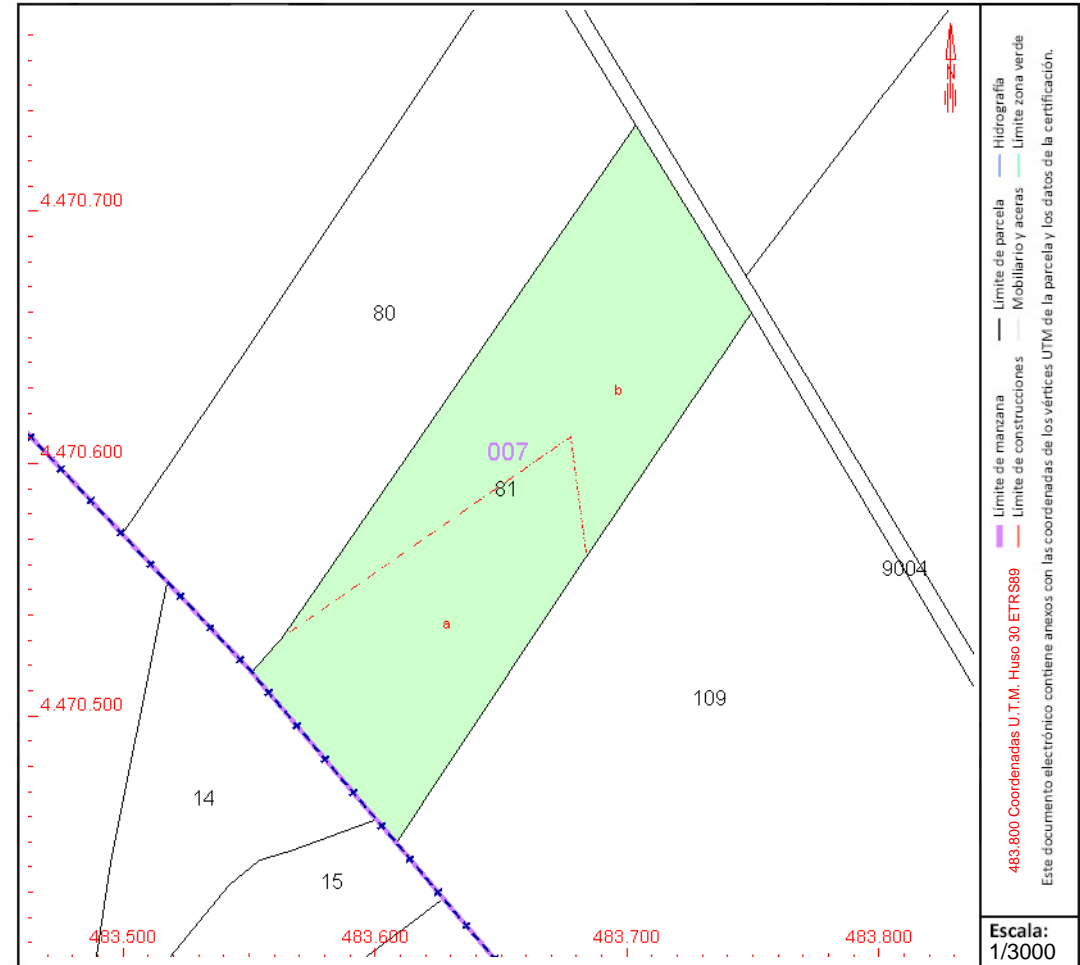 N
4.470.700
80
b
4.470.600
007
81
9004
a
4.470.500
109
14
15
483.500
483.600
483.700
483.800
Hidrografía
Límite zona verde
Límite de parcela
Mobiliario y aceras
Límite de manzana
Límite de construcciones
483.800 Coordenadas U.T.M. Huso 30 ETRS89
Este documento electrónico contiene anexos con las coordenadas de los vértices UTM de la parcela y los datos de la certificación.
Escala:
1/3000